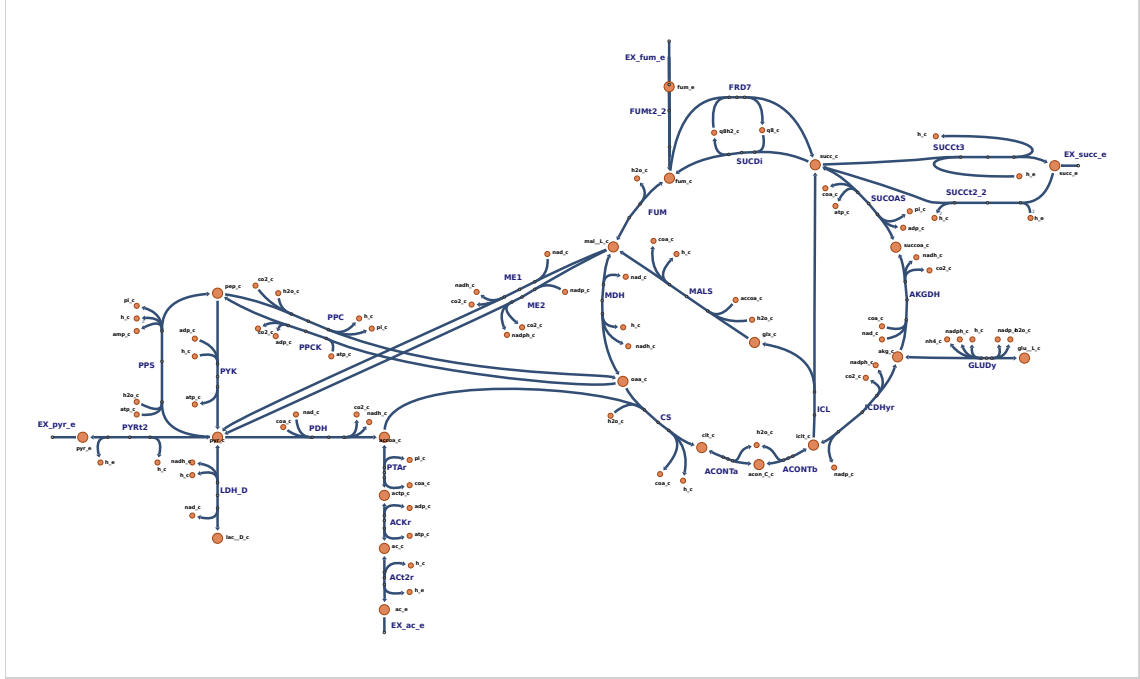 EX_fum_e
fum_e
FRD7
FUMt2_2
q8h2_c
q8_c
h_c
SUCCt3
EX_succ_e
SUCDi
succ_c
h_e
succ_e
h2o_c
fum_c
coa_c
SUCOAS
SUCCt2_2
atp_c
pi_c
h_c
h_e
FUM
adp_c
mal__L_c
coa_c
succoa_c
nad_c
h_c
nadh_c
co2_c
ME1
nad_c
co2_c
nadh_c
nadp_c
MDH
MALS
AKGDH
pep_c
h2o_c
co2_c
ME2
accoa_c
pi_c
h_c
PPC
h_c
pi_c
co2_c
nadph_c
h_c
h2o_c
coa_c
nad_c
nadph_c
h_c
nadp_c
h2o_c
amp_c
adp_c
co2_c
adp_c
PPCK
atp_c
nadh_c
glx_c
akg_c
nh4_c
glu__L_c
h_c
PPS
PYK
nadph_c
co2_c
GLUDy
oaa_c
h2o_c
atp_c
atp_c
co2_c
nadh_c
nad_c
coa_c
h2o_c
CS
ICL
ICDHyr
EX_pyr_e
PYRt2
PDH
cit_c
h2o_c
icit_c
pyr_e
pyr_c
accoa_c
h_e
h_c
nadh_c
h_c
PTAr
pi_c
coa_c
ACONTa
acon_C_c
ACONTb
nadp_c
coa_c
h_c
LDH_D
actp_c
nad_c
adp_c
ACKr
atp_c
lac__D_c
ac_c
h_c
ACt2r
h_e
ac_e
EX_ac_e